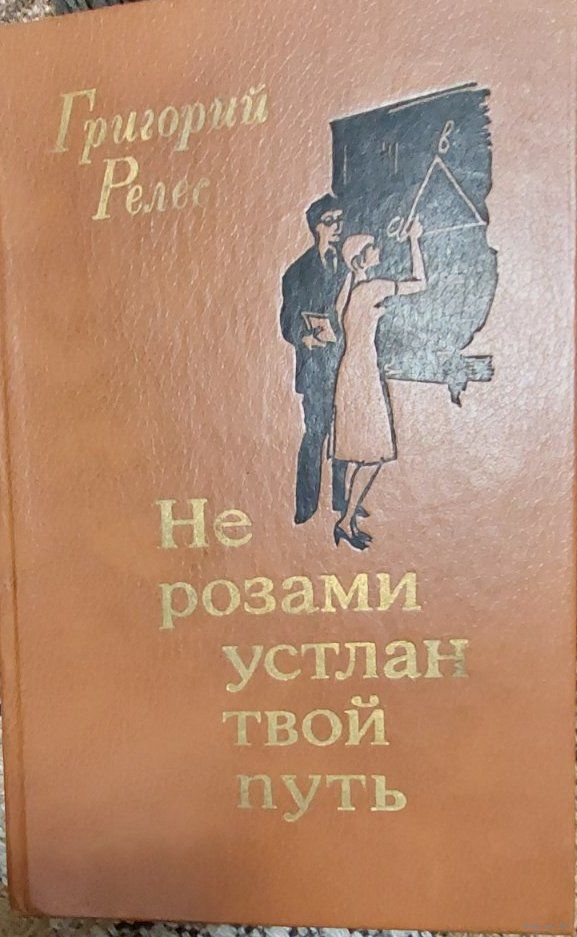 Григорий
Релес
в
Не
розами
устлан
твой
путь